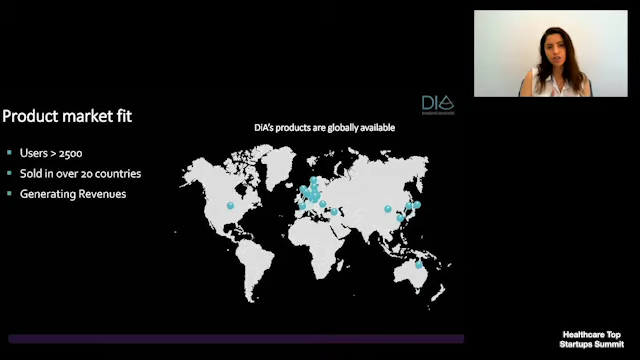 DiA
Product market fit
DiA's products are globally available
Users > 2500
Sold in over 20 countries
Generating Revenues
Healthcare Top
Startups Summit